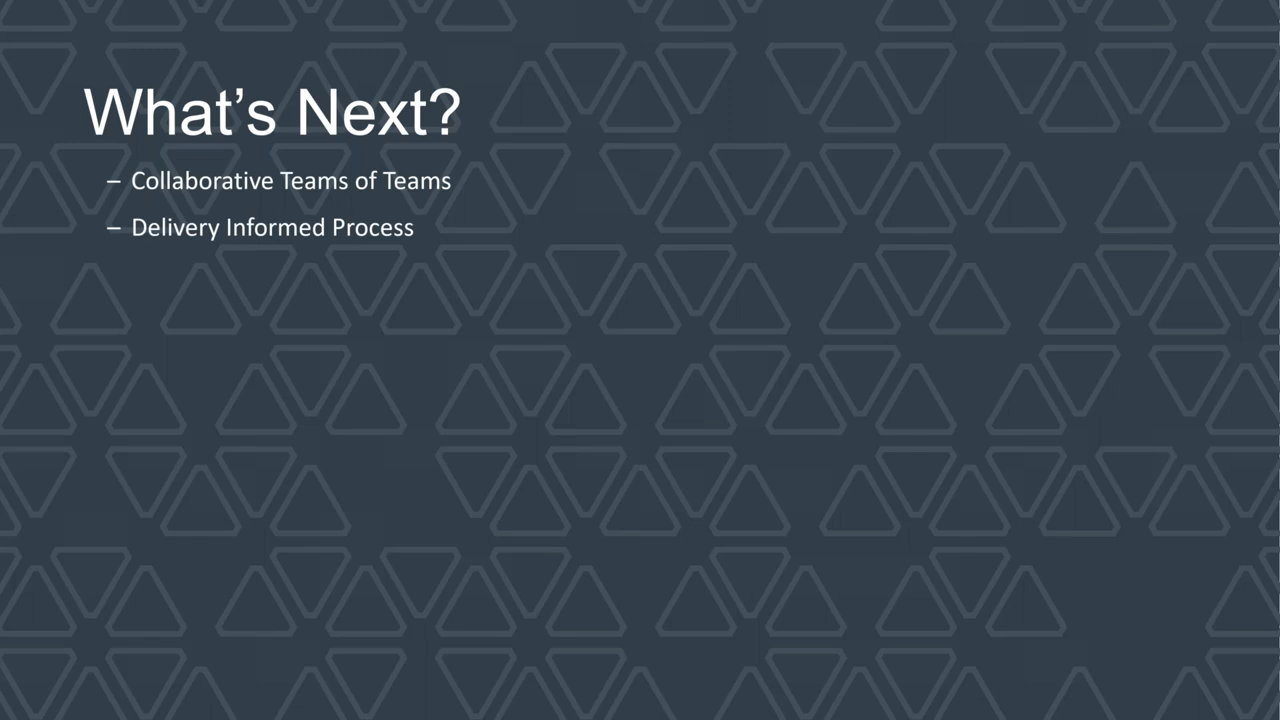 What’s Next?
– Collaborative Teams of Teams
– Delivery Informed Process